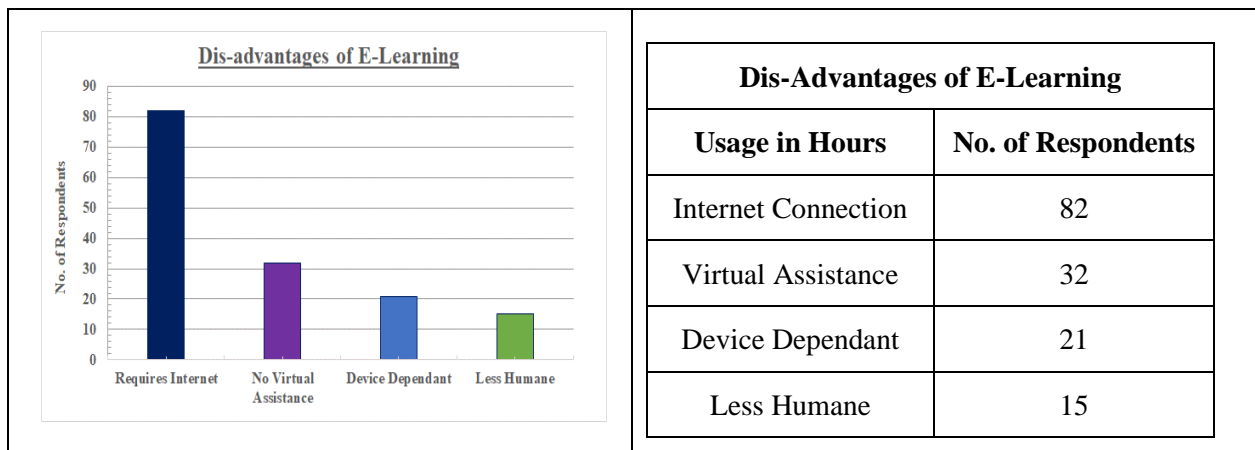 Dis-advantages of E-Learning
No. of Respondents
90
80
70
60
50
40
30
20
10
0
Requires Internet
No Virtual
Assistance
Device Dependant
Less Humane
Dis-Advantages of E-Learning
Usage in Hours No. of Respondents
Internet Connection 82
Virtual Assistance 32
Device Dependant 21
Less Humane 15